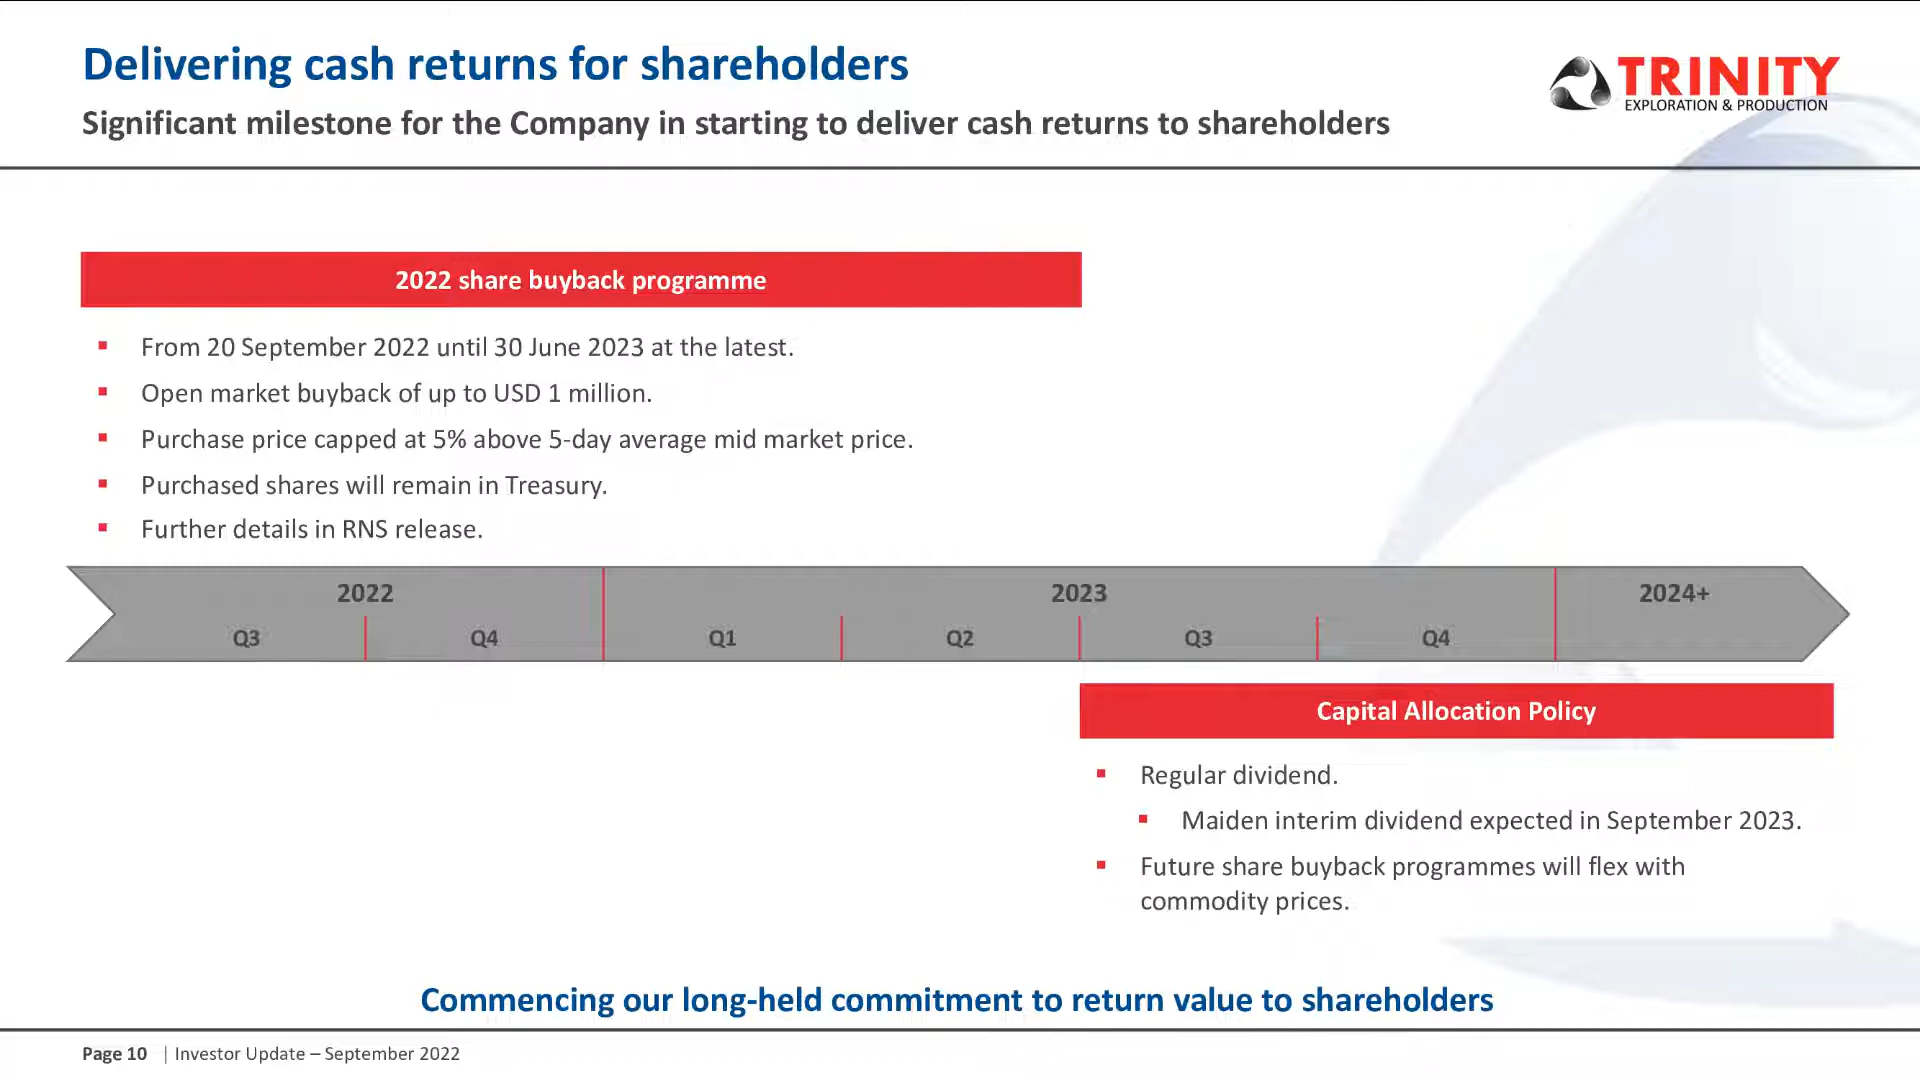 Delivering cash returns for shareholders
TRINITY
EXPLORATION & PRODUCTION
Significant milestone for the Company in starting to deliver cash returns to shareholders
2022 share buyback programme
▪ From 20 September 2022 until 30 June 2023 at the latest.
▪ Open market buyback of up to USD 1 million.
▪ Purchase price capped at 5% above 5-day average mid market price.
▪ Purchased shares will remain in Treasury.
▪ Further details in RNS release.
2022 2023 2024+
Q3 Q4 Q1 Q2 Q3 Q4
Capital Allocation Policy
▪ Regular dividend.
▪ Maiden interim dividend expected in September 2023.
▪ Future share buyback programmes will flex with
commodity prices.
Commencing our long-held commitment to return value to shareholders
Page 10 | Investor Update – September 2022